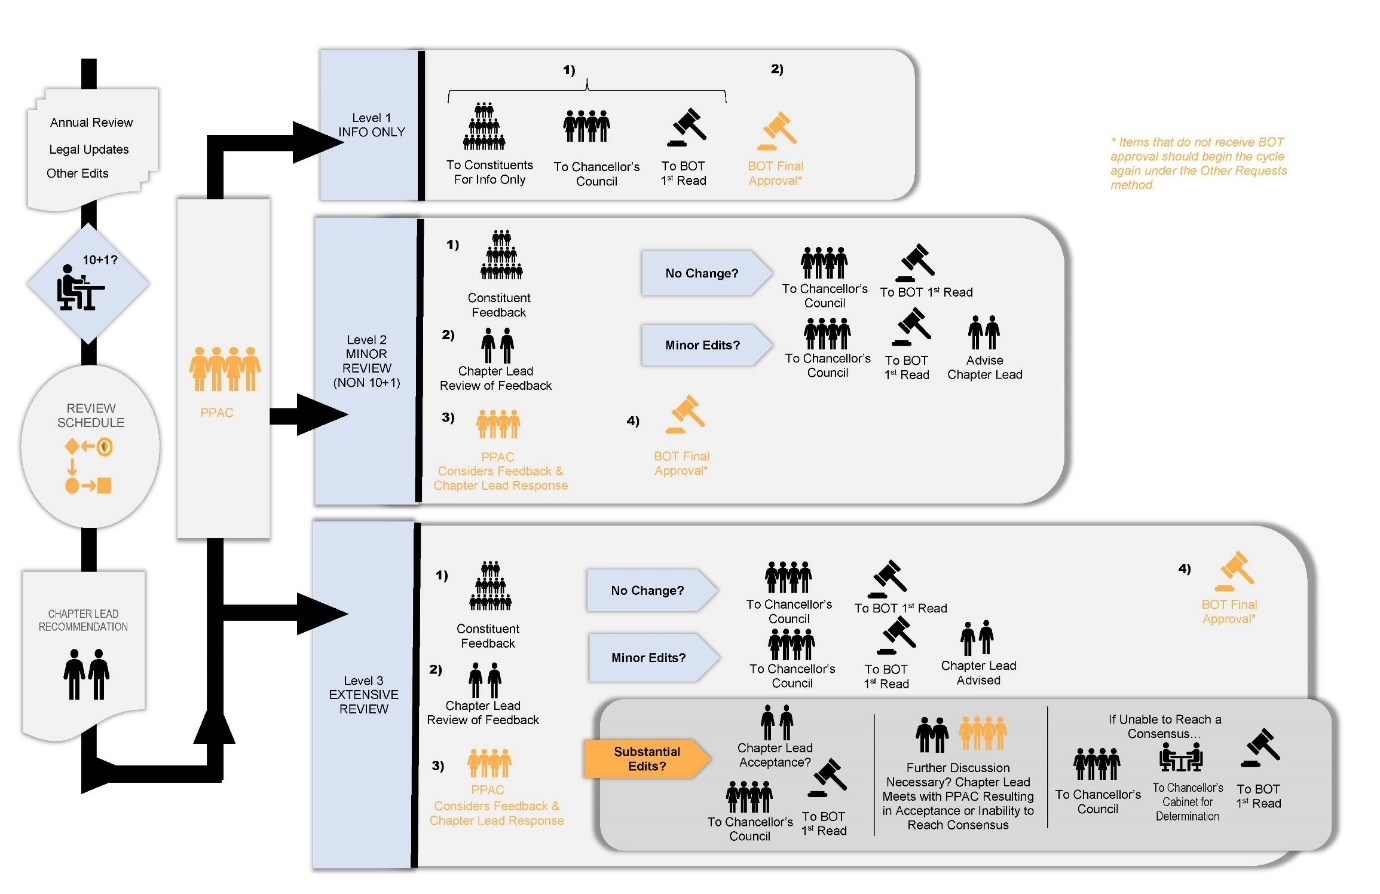 Annual Review
Legal Updates
Other Edits
10+1?
REVIEW
SCHEDULE
CHAPTER LEAD
RECOMMENDATION
PPAC
Level 1
INFO ONLY
1)
To Constituents
For Info Only
To Chancellor's
Council
To BOT
1st Read
2)
BOT Final
Approval*
* Items that do not receive BOT
approval should begin the cycle
again under the Other Requests
method.
Level 2
MINOR
REVIEW
(NON 10+1)
1)
Constituent
Feedback
2)
Chapter Lead
Review of Feedback
3)
PPAC
Considers Feedback &
Chapter Lead Response
No Change?
To Chancellor's
Council
To BOT 1st Read
Minor Edits?
To Chancellor's
Council
To BOT
1st Read
Advise
Chapter Lead
4)
BOT Final
Approval*
Level 3
EXTENSIVE
REVIEW
1)
Constituent
Feedback
2)
Chapter Lead
Review of Feedback
3)
PPAC
Considers Feedback &
Chapter Lead Response
No Change?
To Chancellor's
Council
To BOT 1st Read
Minor Edits?
To Chancellor's
Council
To BOT
1st Read
Chapter Lead
Advised
4)
BOT Final
Approval*
Substantial
Edits?
Chapter Lead
Acceptance?
To Chancellor's
Council
To BOT
1st Read
Further Discussion
Necessary? Chapter Lead
Meets with PPAC Resulting
in Acceptance or Inability to
Reach Consensus
If Unable to Reach a
Consensus...
To Chancellor's
Council
To Chancellor's
Cabinet for
Determination
To BOT
1st Read